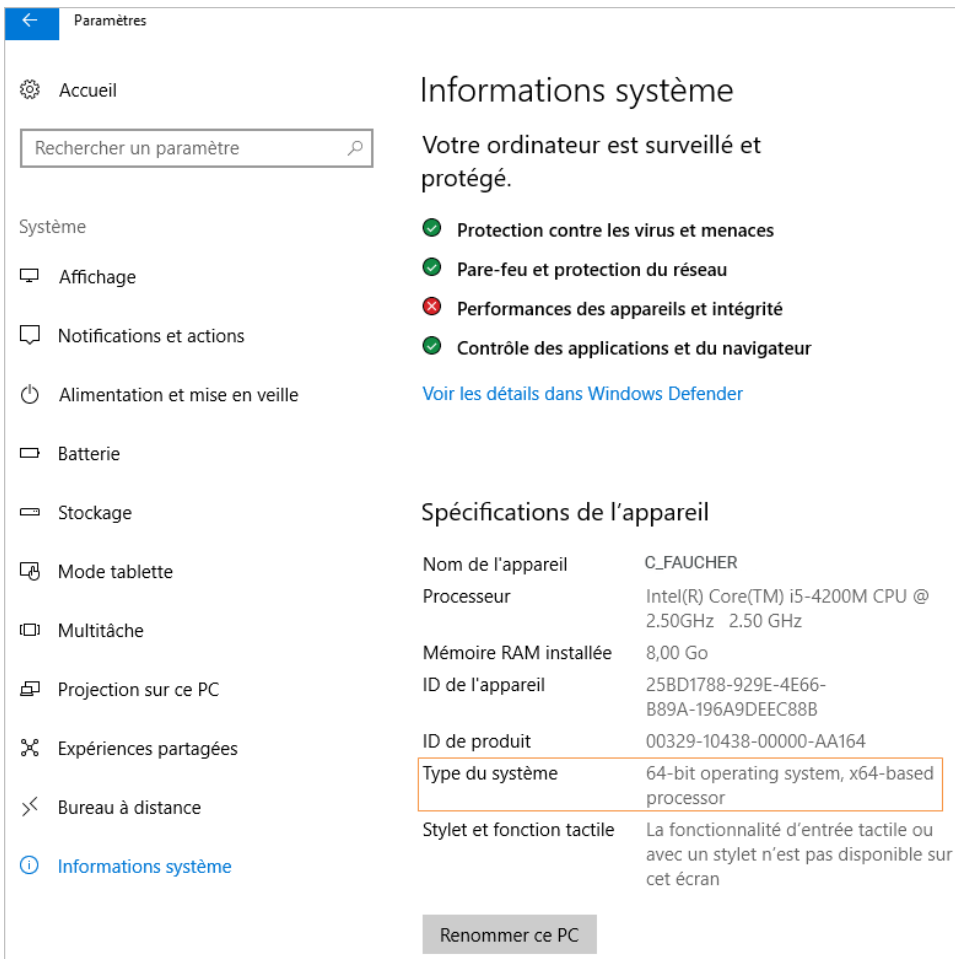 Paramètres
Accueil
Rechercher un paramètre
Système
Affichage
Notifications et actions
Alimentation et mise en veille
Batterie
Stockage
Mode tablette
Multitâche
Projection sur ce PC
Expériences partagées
Bureau à distance
Informations système
Informations système
Votre ordinateur est surveillé et
protégé.
Protection contre les virus et menaces
Pare-feu et protection du réseau
Performances des appareils et intégrité
Contrôle des applications et du navigateur
Voir les détails dans Windows Defender
Spécifications de l'appareil
Nom de l'appareil C_FAUCHER
Processeur Intel(R) Core(TM) i5-4200M CPU @
2.50GHz 2.50 GHz
Mémoire RAM installée 8,00 Go
ID de l'appareil 25BD1788-929E-4E66-
B89A-196A9DEEC88B
ID de produit 00329-10438-00000-AA164
Type du système 64-bit operating system, x64-based
processor
Stylet et fonction tactile La fonctionnalité d'entrée tactile ou
avec un stylet n'est pas disponible sur
cet écran
Renommer ce PC